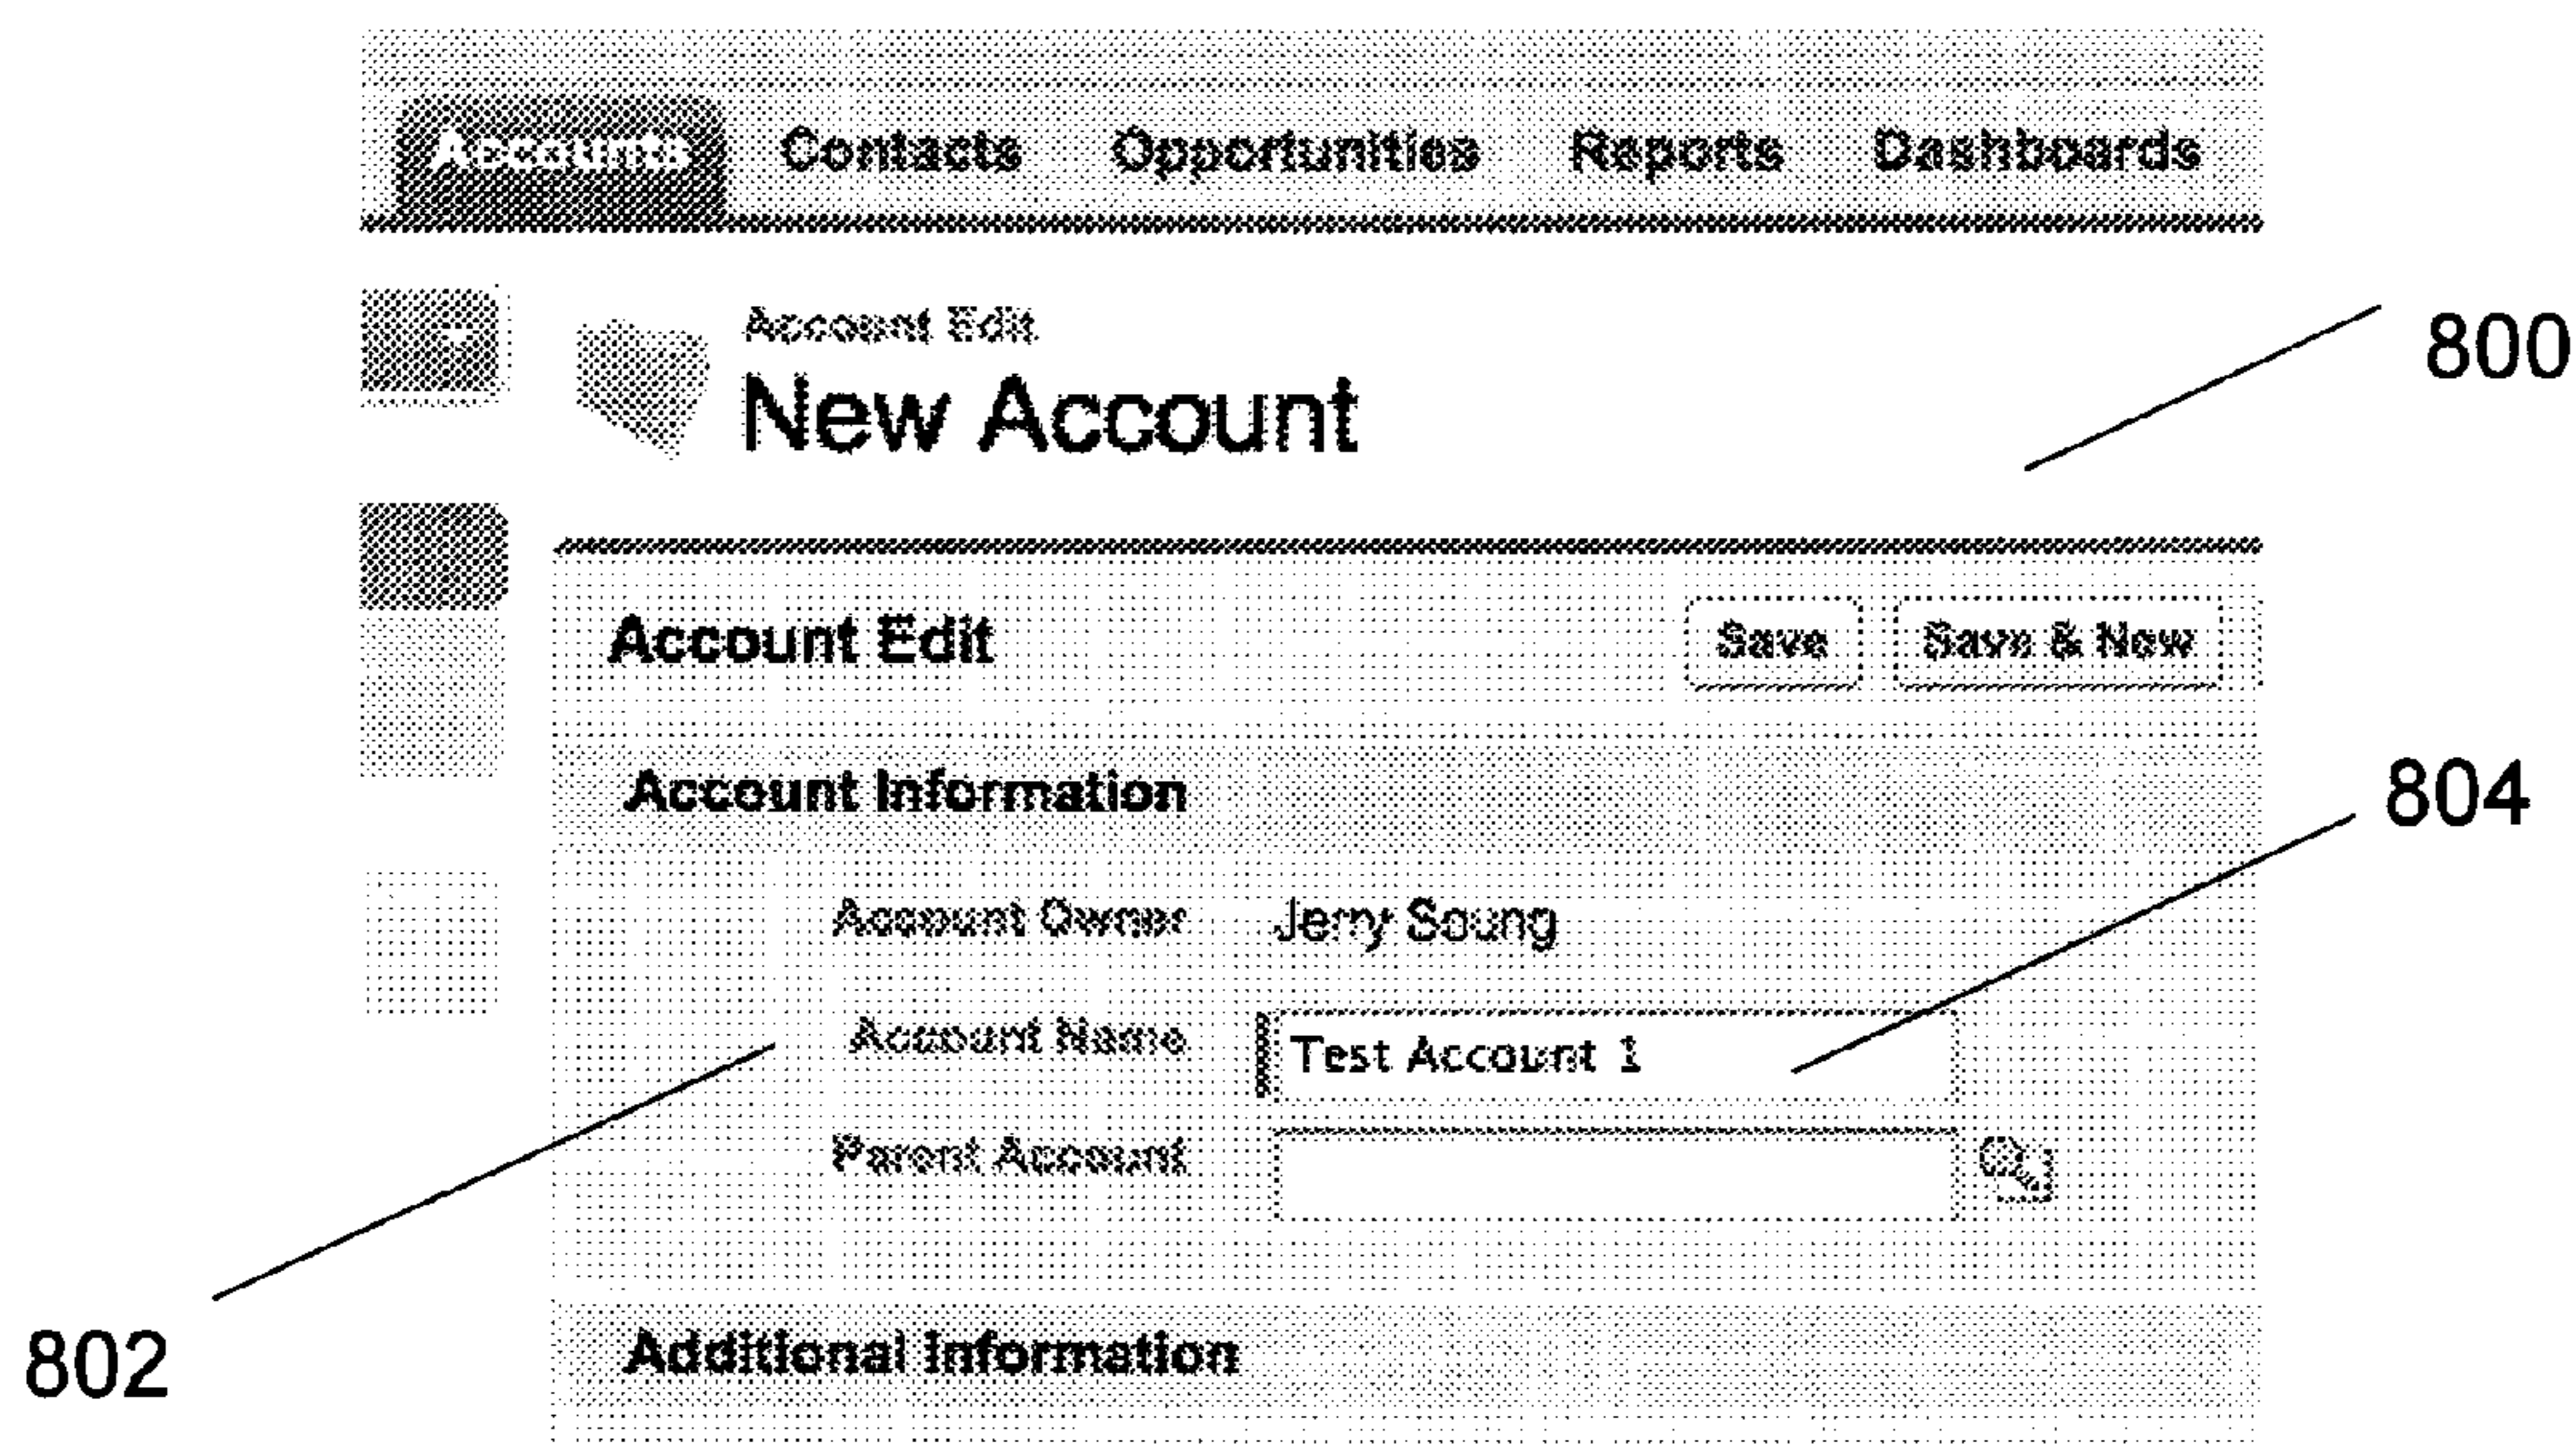 Accounts Contacts Opportunities Reports Dashboards
Account Edit
New Account
800
Account Edit Save Save & New
Account Information
804
Account Owner Jerry Soung
Account Name Test Account 1
Parent Account
802
Additional Information